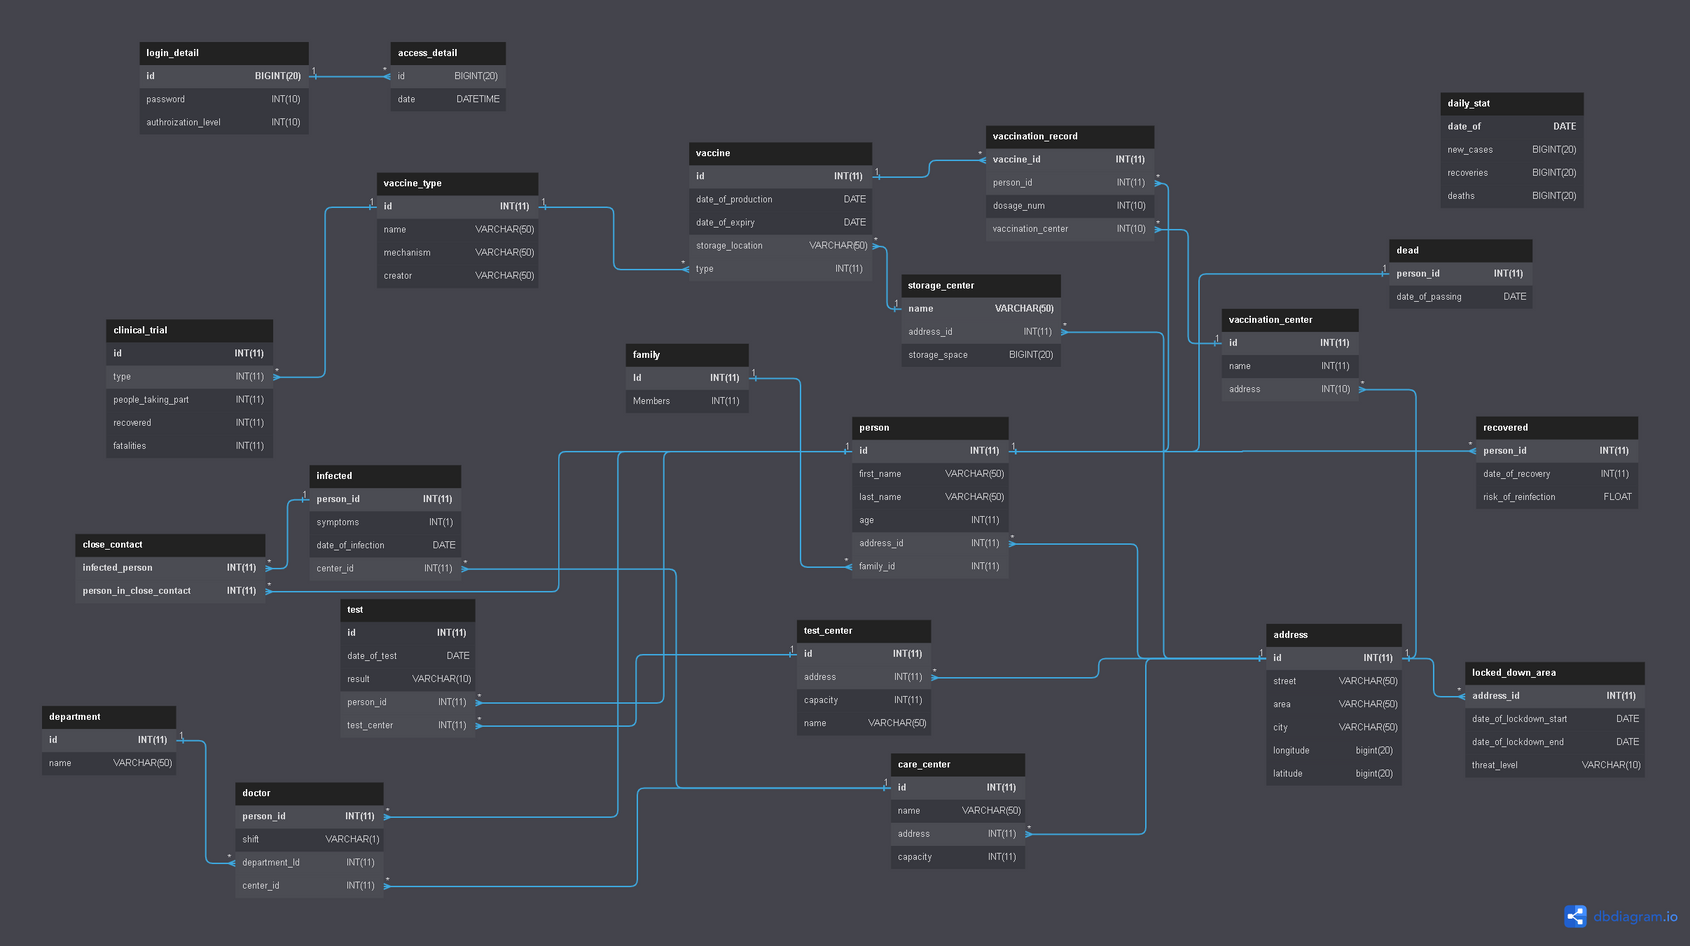 login_detail
id BIGINT(20)
password INT(10)
authroization_level INT(10)
access_detail
id BIGINT(20)
date DATETIME
daily_stat
date_of DATE
new_cases BIGINT(20)
recoveries BIGINT(20)
deaths BIGINT(20)
vaccination_record
vaccine_id INT(11)
person_id INT(11)
dosage_num INT(10)
vaccination_center INT(10)
vaccine
id INT(11)
date_of_production DATE
date_of_expiry DATE
storage_location VARCHAR(50)
type INT(11)
vaccine_type
id INT(11)
name VARCHAR(50)
mechanism VARCHAR(50)
creator VARCHAR(50)
dead
person_id INT(11)
date_of_passing DATE
storage_center
name VARCHAR(50)
address_id INT(11)
storage_space BIGINT(20)
vaccination_center
id INT(11)
name INT(11)
address INT(10)
clinical_trial
id INT(11)
type INT(11)
people_taking_part INT(11)
recovered INT(11)
fatalities INT(11)
family
Id INT(11)
Members INT(11)
person
id INT(11)
first_name VARCHAR(50)
last_name VARCHAR(50)
age INT(11)
address_id INT(11)
family_id INT(11)
recovered
person_id INT(11)
date_of_recovery INT(11)
risk_of_reinfection FLOAT
infected
person_id INT(11)
symptoms INT(1)
date_of_infection DATE
center_id INT(11)
close_contact
infected_person INT(11)
person_in_close_contact INT(11)
test
id INT(11)
date_of_test DATE
result VARCHAR(10)
person_id INT(11)
test_center INT(11)
test_center
id INT(11)
address INT(11)
capacity INT(11)
name VARCHAR(50)
address
id INT(11)
street VARCHAR(50)
area VARCHAR(50)
city VARCHAR(50)
longitude bigint(20)
latitude bigint(20)
locked_down_area
address_id INT(11)
date_of_lockdown_start DATE
date_of_lockdown_end DATE
threat_level VARCHAR(10)
department
id INT(11)
name VARCHAR(50)
care_center
id INT(11)
name VARCHAR(50)
address INT(11)
capacity INT(11)
doctor
person_id INT(11)
shift VARCHAR(1)
department_Id INT(11)
center_id INT(11)
dbdiagram.io